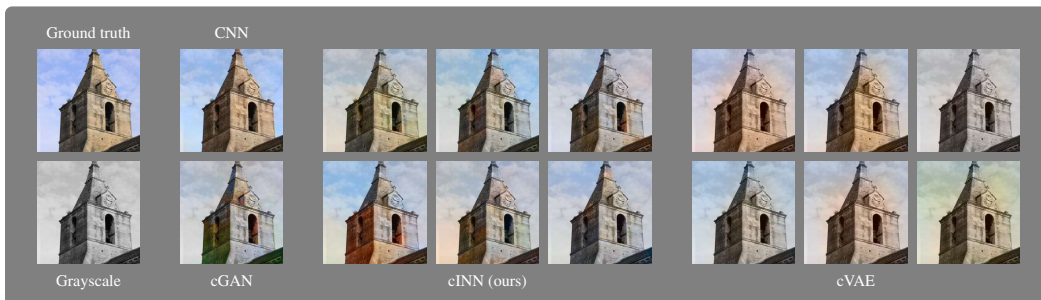 Ground truth
CNN
Grayscale
cGAN
cINN (ours)
cVAE